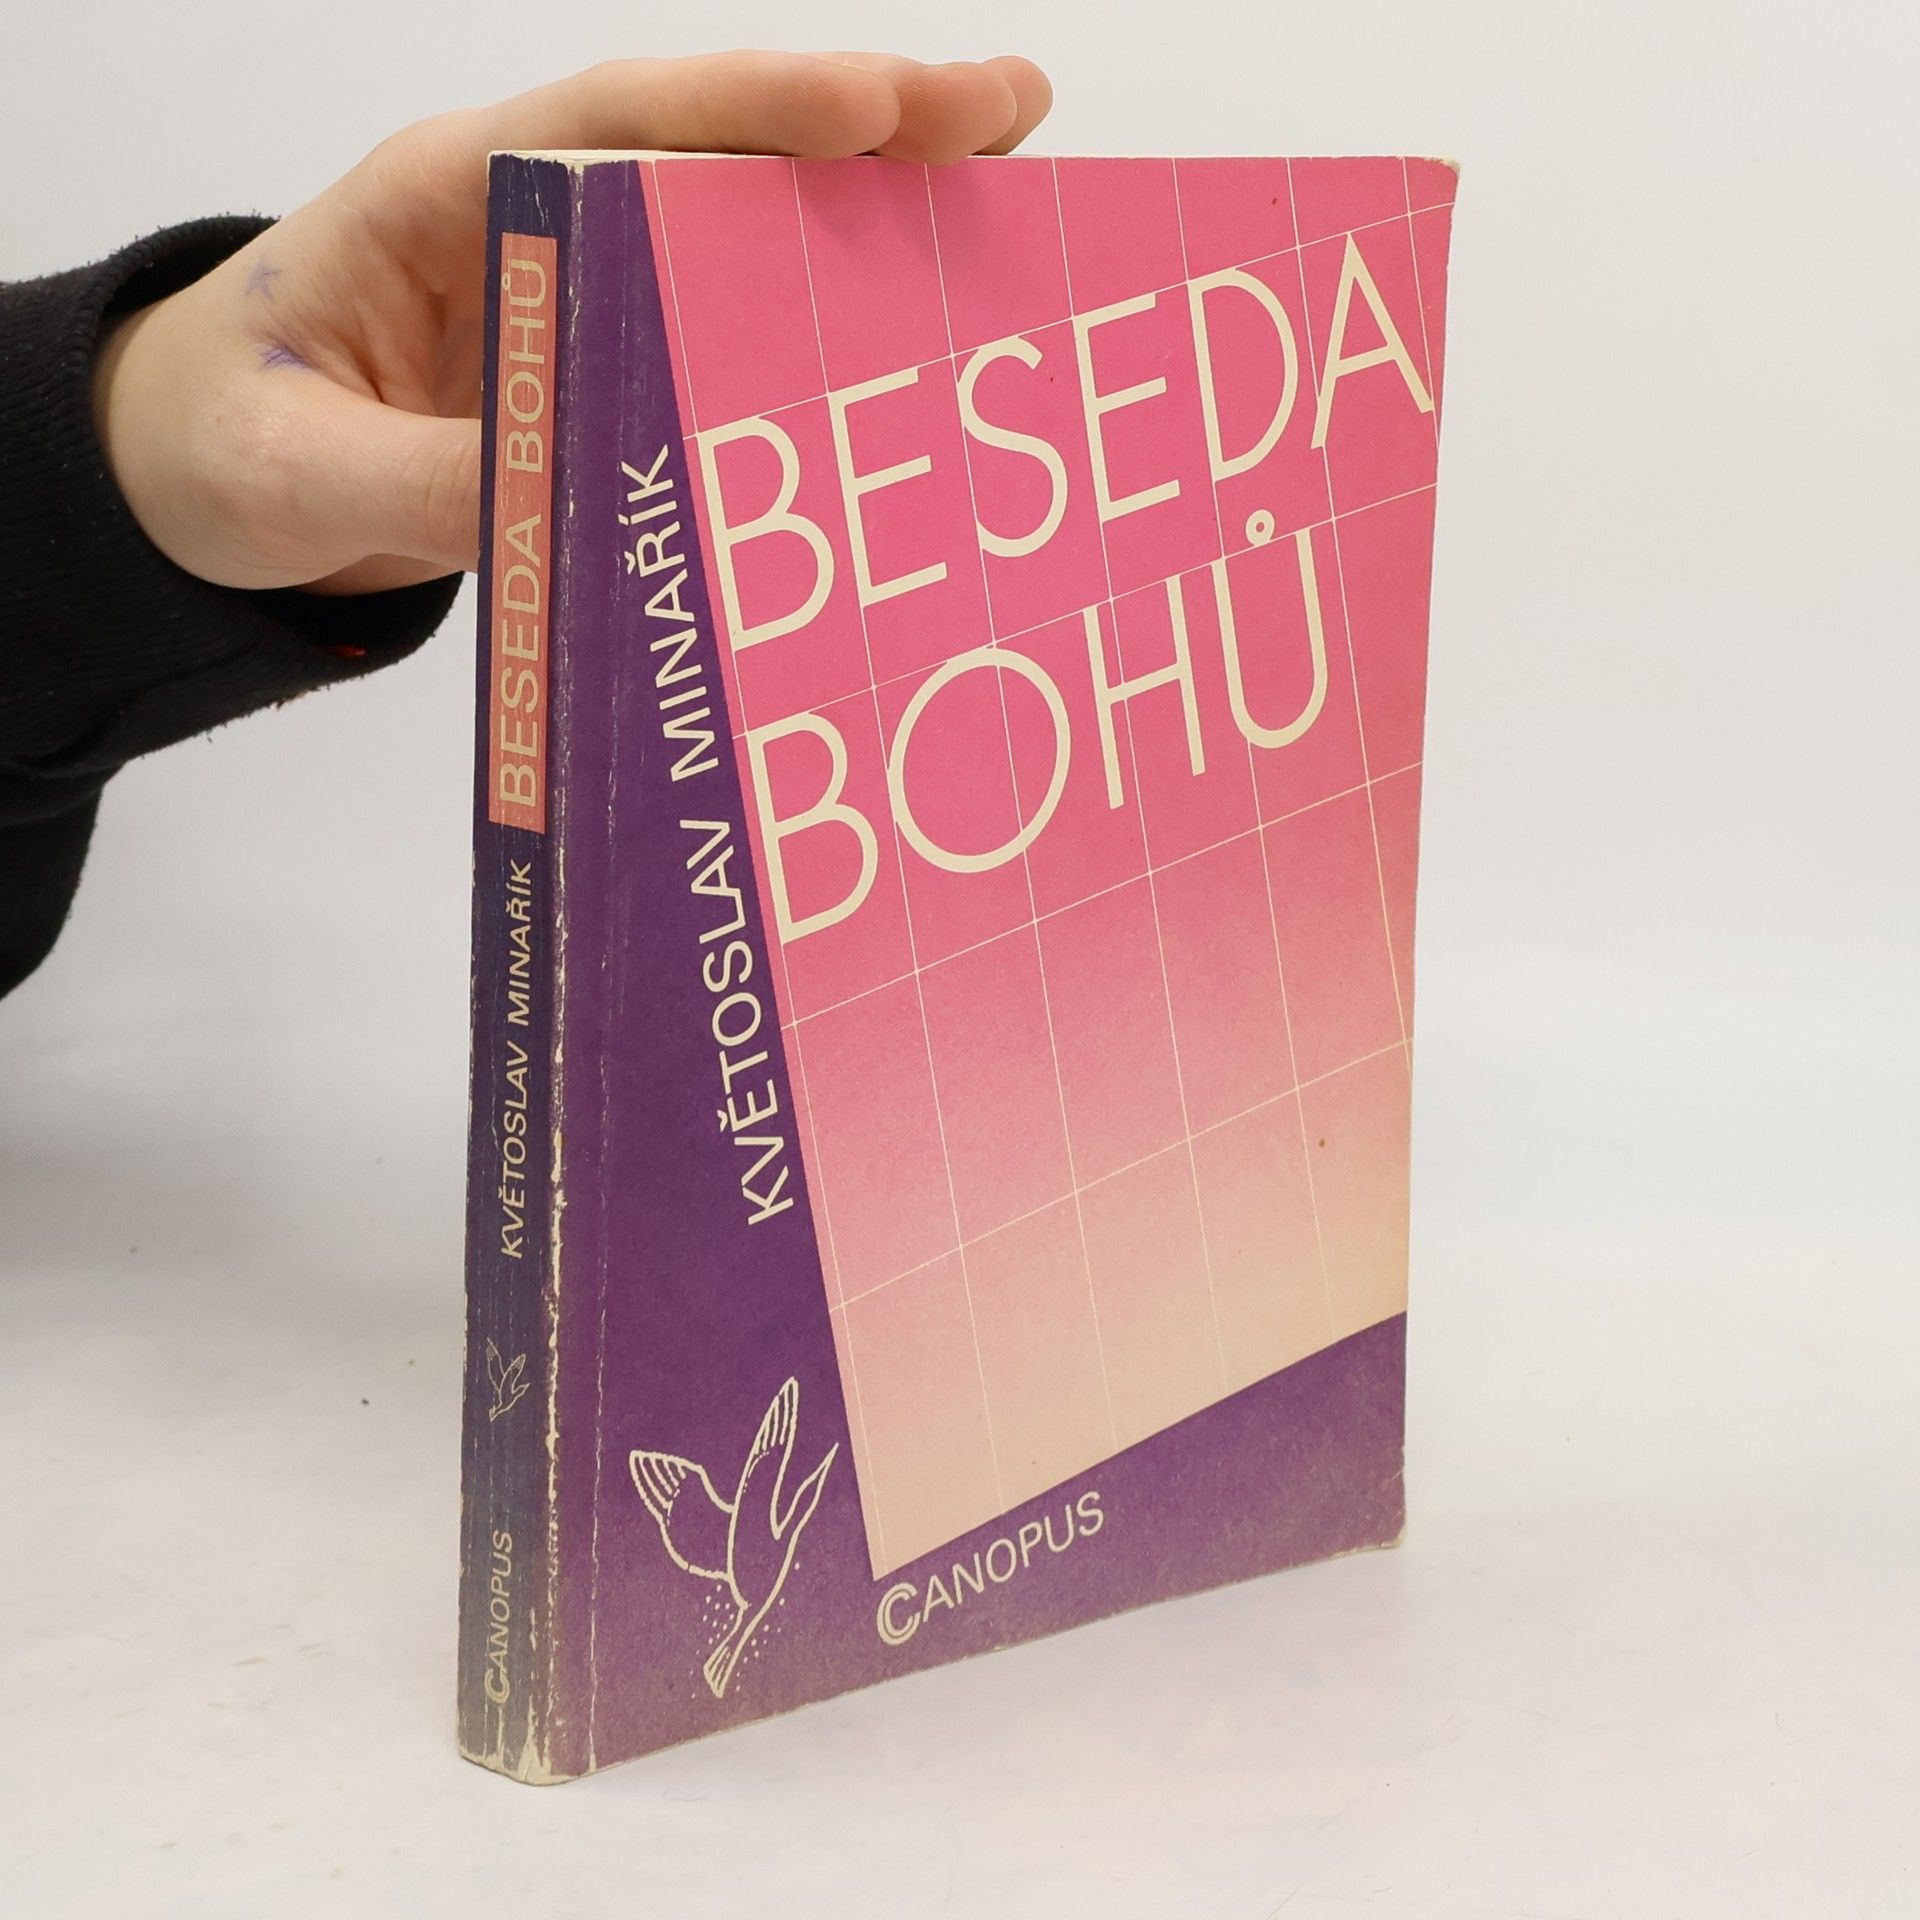 BESEDA BOHŮ
KVĚTOSLAV MINAŘÍK
CANOPUS
KVĚTOSLAV MINAŘÍK
BESEDA
BOHŮ
CANOPUS